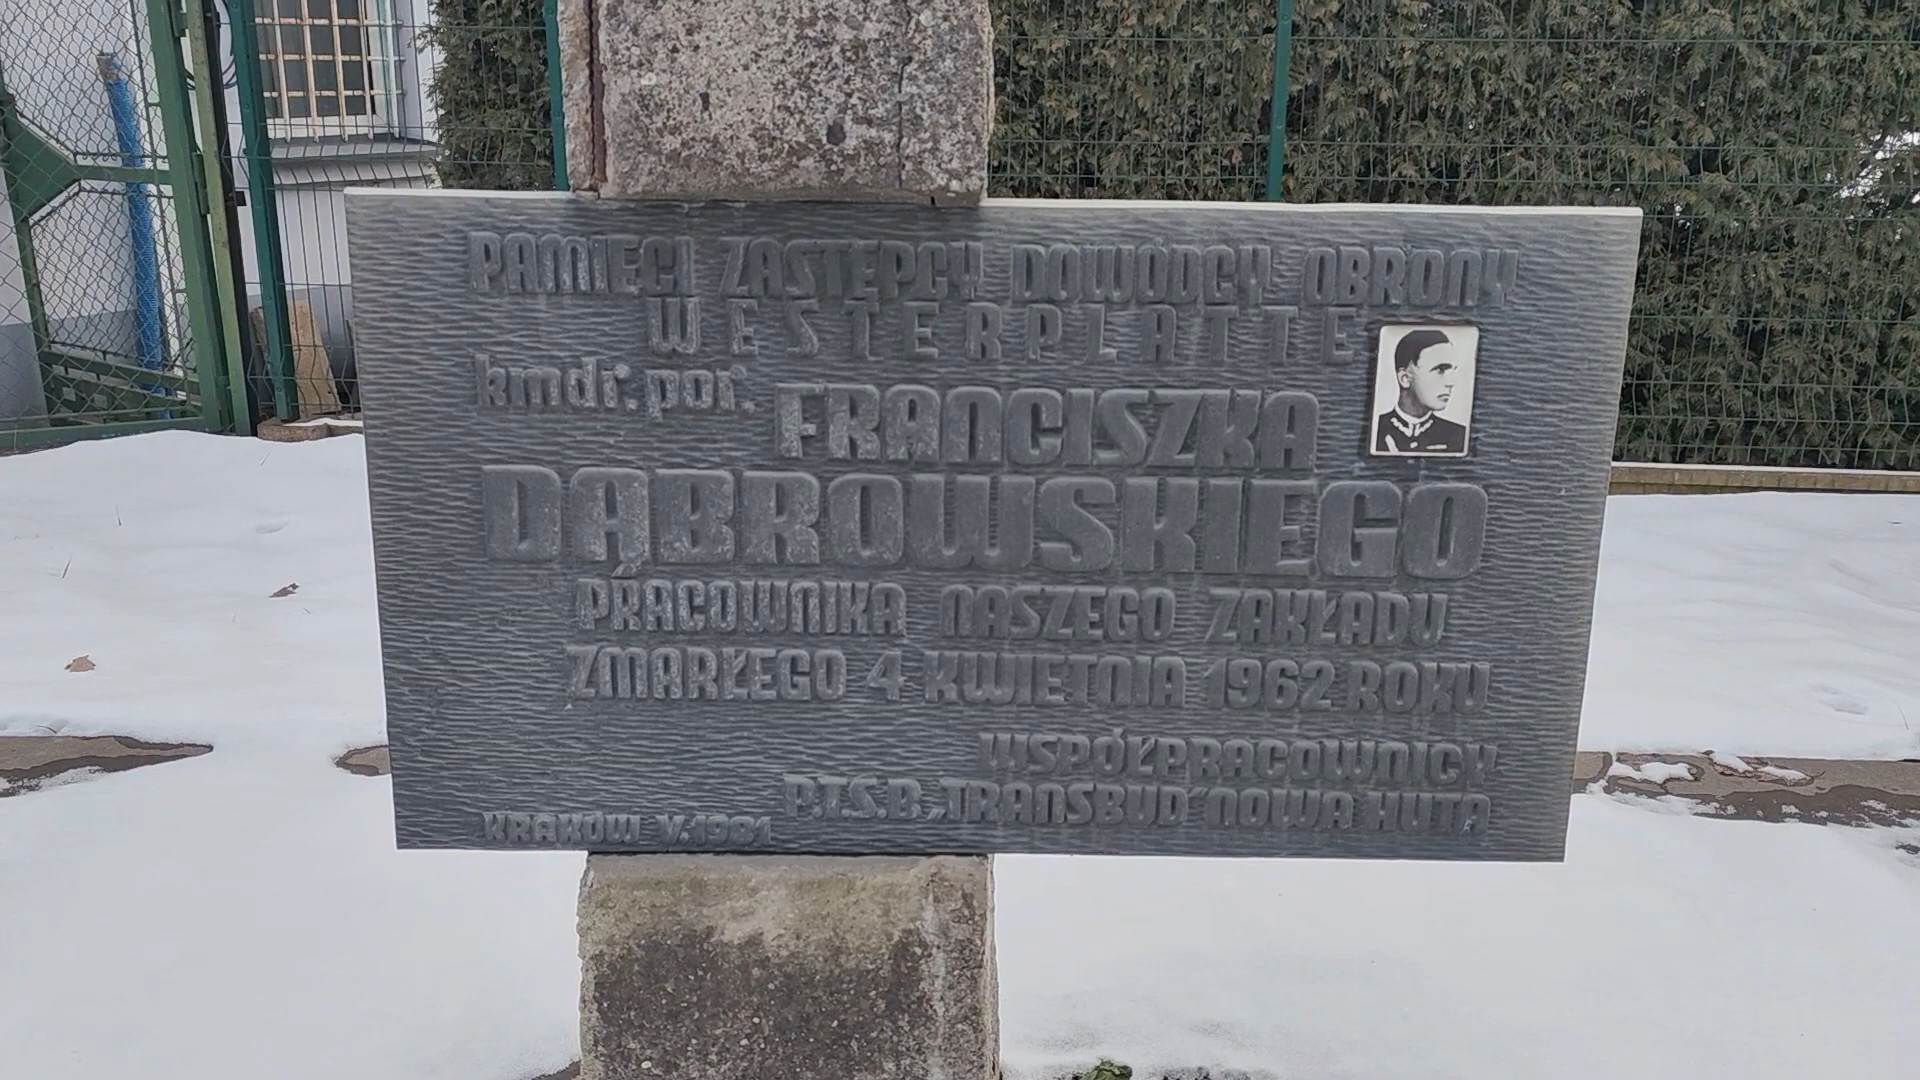 PAMIĘCI ZASTĘPCY DOWÓDCY OBRONY
WESTERPLATTE
kmdr. por. FRANCISZKA
DĄBROWSKIEGO
PRACOWNIKA NASZEGO ZAKŁADU
ZMARŁEGO 4 KWIETNIA 1962 ROKU
WSPÓŁPRACOWNICY
P.T.S.B. „TRANSBUD" NOWA HUTA
KRAKÓW V.1981